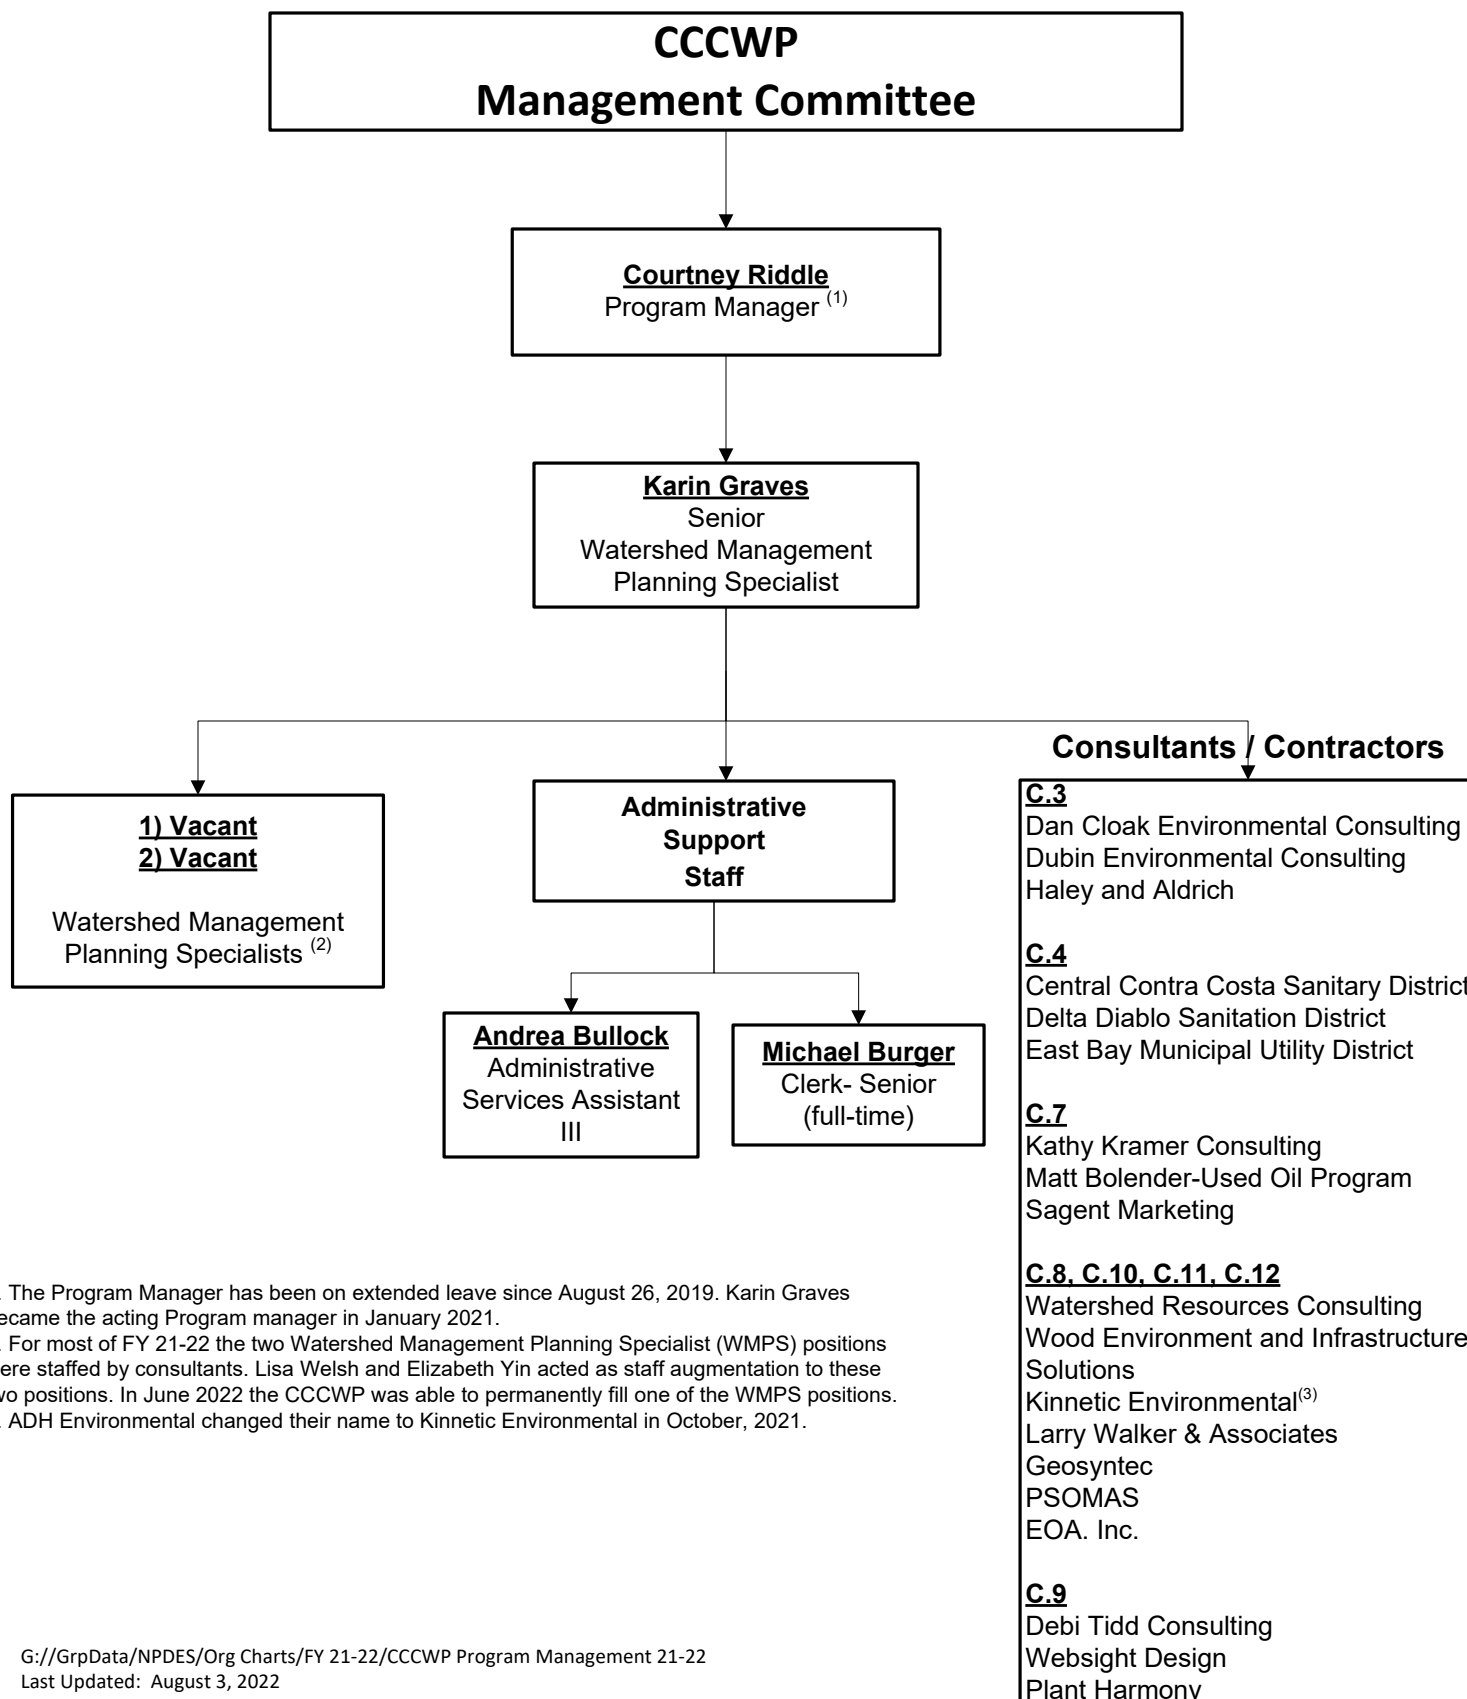 CCCWP
Management Committee
Courtney Riddle
Program Manager (1)
Karin Graves
Senior
Watershed Management
Planning Specialist
1) Vacant
2) Vacant
Watershed Management
Planning Specialists (2)
Administrative
Support
Staff
Andrea Bullock
Administrative
Services Assistant
III
Michael Burger
Clerk- Senior
(full-time)
Consultants / Contractors
C.3
Dan Cloak Environmental Consulting
Dubin Environmental Consulting
Haley and Aldrich
C.4
Central Contra Costa Sanitary District
Delta Diablo Sanitation District
East Bay Municipal Utility District
C.7
Kathy Kramer Consulting
Matt Bolender-Used Oil Program
Sagent Marketing
C.8, C.10, C.11, C.12
Watershed Resources Consulting
Wood Environment and Infrastructure
Solutions
Kinnetic Environmental(3)
Larry Walker & Associates
Geosyntec
PSOMAS
EOA. Inc.
C.9
Debi Tidd Consulting
Websight Design
Plant Harmony
. The Program Manager has been on extended leave since August 26, 2019. Karin Graves
ecame the acting Program manager in January 2021.
. For most of FY 21-22 the two Watershed Management Planning Specialist (WMPS) positions
ere staffed by consultants. Lisa Welsh and Elizabeth Yin acted as staff augmentation to these
wo positions. In June 2022 the CCCWP was able to permanently fill one of the WMPS positions.
. ADH Environmental changed their name to Kinnetic Environmental in October, 2021.
G://GrpData/NPDES/Org Charts/FY 21-22/CCCWP Program Management 21-22
Last Updated: August 3, 2022